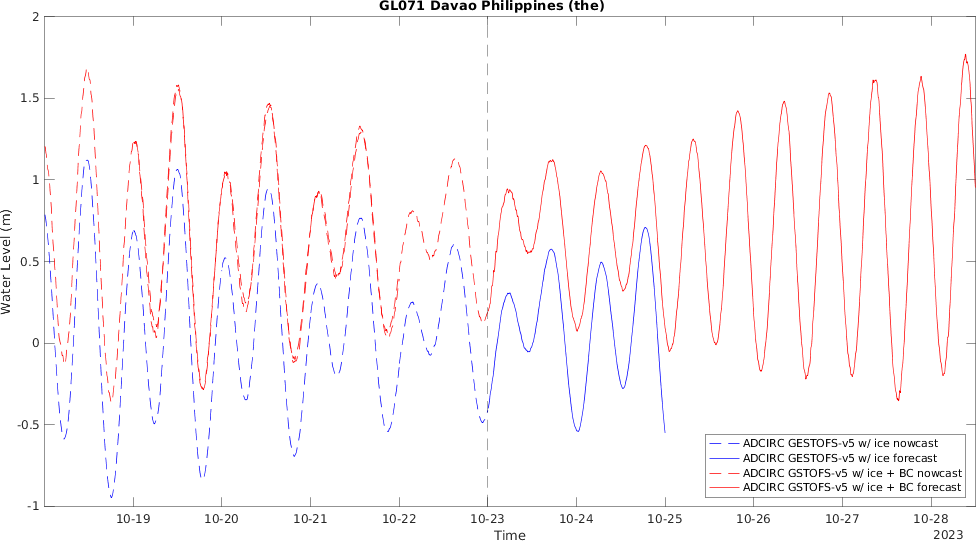 GL071 Davao Philippines (the)
2
1.5
1
0.5
0
-0.5
-1
Water Level (m)
10-19 10-20 10-21 10-22 10-23 10-24 10-25 10-26 10-27 10-28
Time
2023
ADCIRC GESTOFS-v5 w/ ice nowcast
ADCIRC GESTOFS-v5 w/ ice forecast
ADCIRC GSTOFS-v5 w/ ice + BC nowcast
ADCIRC GSTOFS-v5 w/ ice + BC forecast